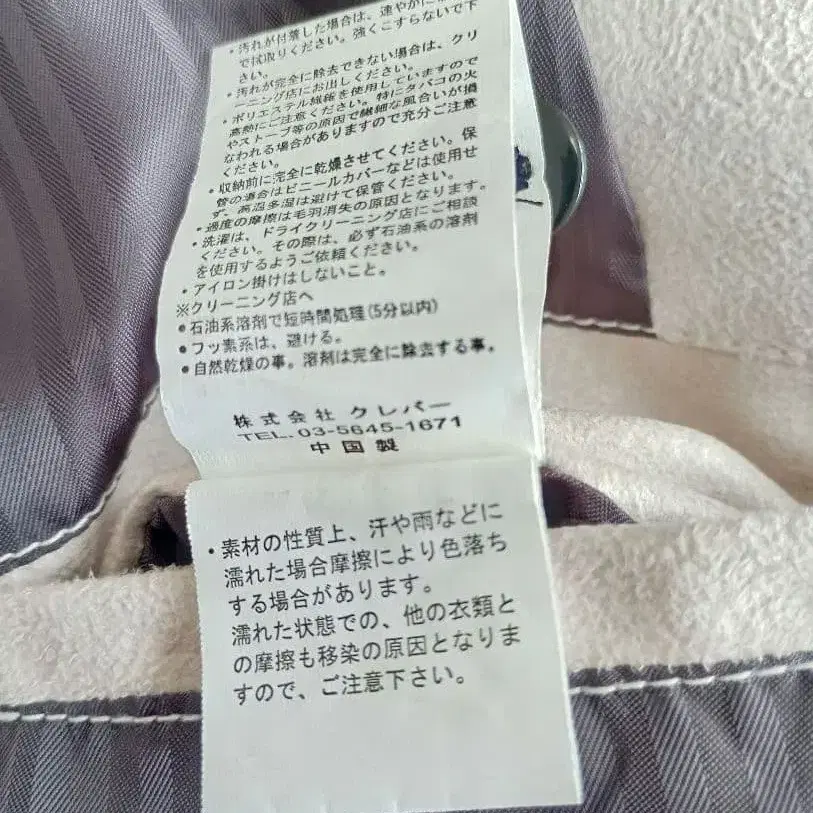 ・汚れが付着した場合は、速やかに
で拭取りください。強くこすらないで下
さい。
・汚れが完全に除去できない場合は、クリ
ーニング店にお出しください。
・ポリエステル繊維を使用していますので
高熱にご注意ください。特にタバコの火
やストーブ等の原因で繊細な風合いが損
なわれる場合がありますので充分ご注意
ください。
・収納前に完全に乾燥させてください。保
管の場合はビニールカバーなどは使用せ
ず、高温多湿は避けて保管ください。
・過度の摩擦は毛羽消失の原因となります。
・洗濯は、ドライクリーニング店にご相談
ください。その際は、必ず石油系の溶剤
を使用するようご依頼ください。
・アイロン掛けはしないこと。
※クリーニング店へ
●石油系溶剤で短時間処理(5分以内)
●フッ素系は、避ける。
●自然乾燥の事。溶剤は完全に除去する事。
株式会社 クレバー
TEL. 03-5645-1671
中国製
・素材の性質上、汗や雨などに
濡れた場合摩擦により色落ち
する場合があります。
濡れた状態での、他の衣類と
の摩擦も移染の原因となりま
すので、ご注意下さい。